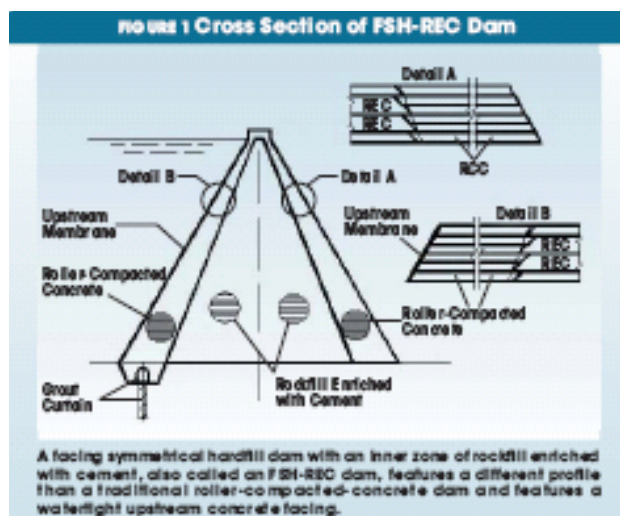 FIGURE 1 Cross Section of FSH-REC Dam
Detail A
REC
REC
RCC
Detail B
Detail A
Upstream
Membrane
Upstream
Membrane
Detail B
REC
REC
Roller-Compacted
Concrete
Roller-Compacted
Concrete
Grout
Curtain
Rockfill Enriched
with Cement
A facing symmetrical hardfill dam with an inner zone of rockfill enriched
with cement, also called an FSH-REC dam, features a different profile
than a traditional roller-compacted-concrete dam and features a
watertight upstream concrete facing.